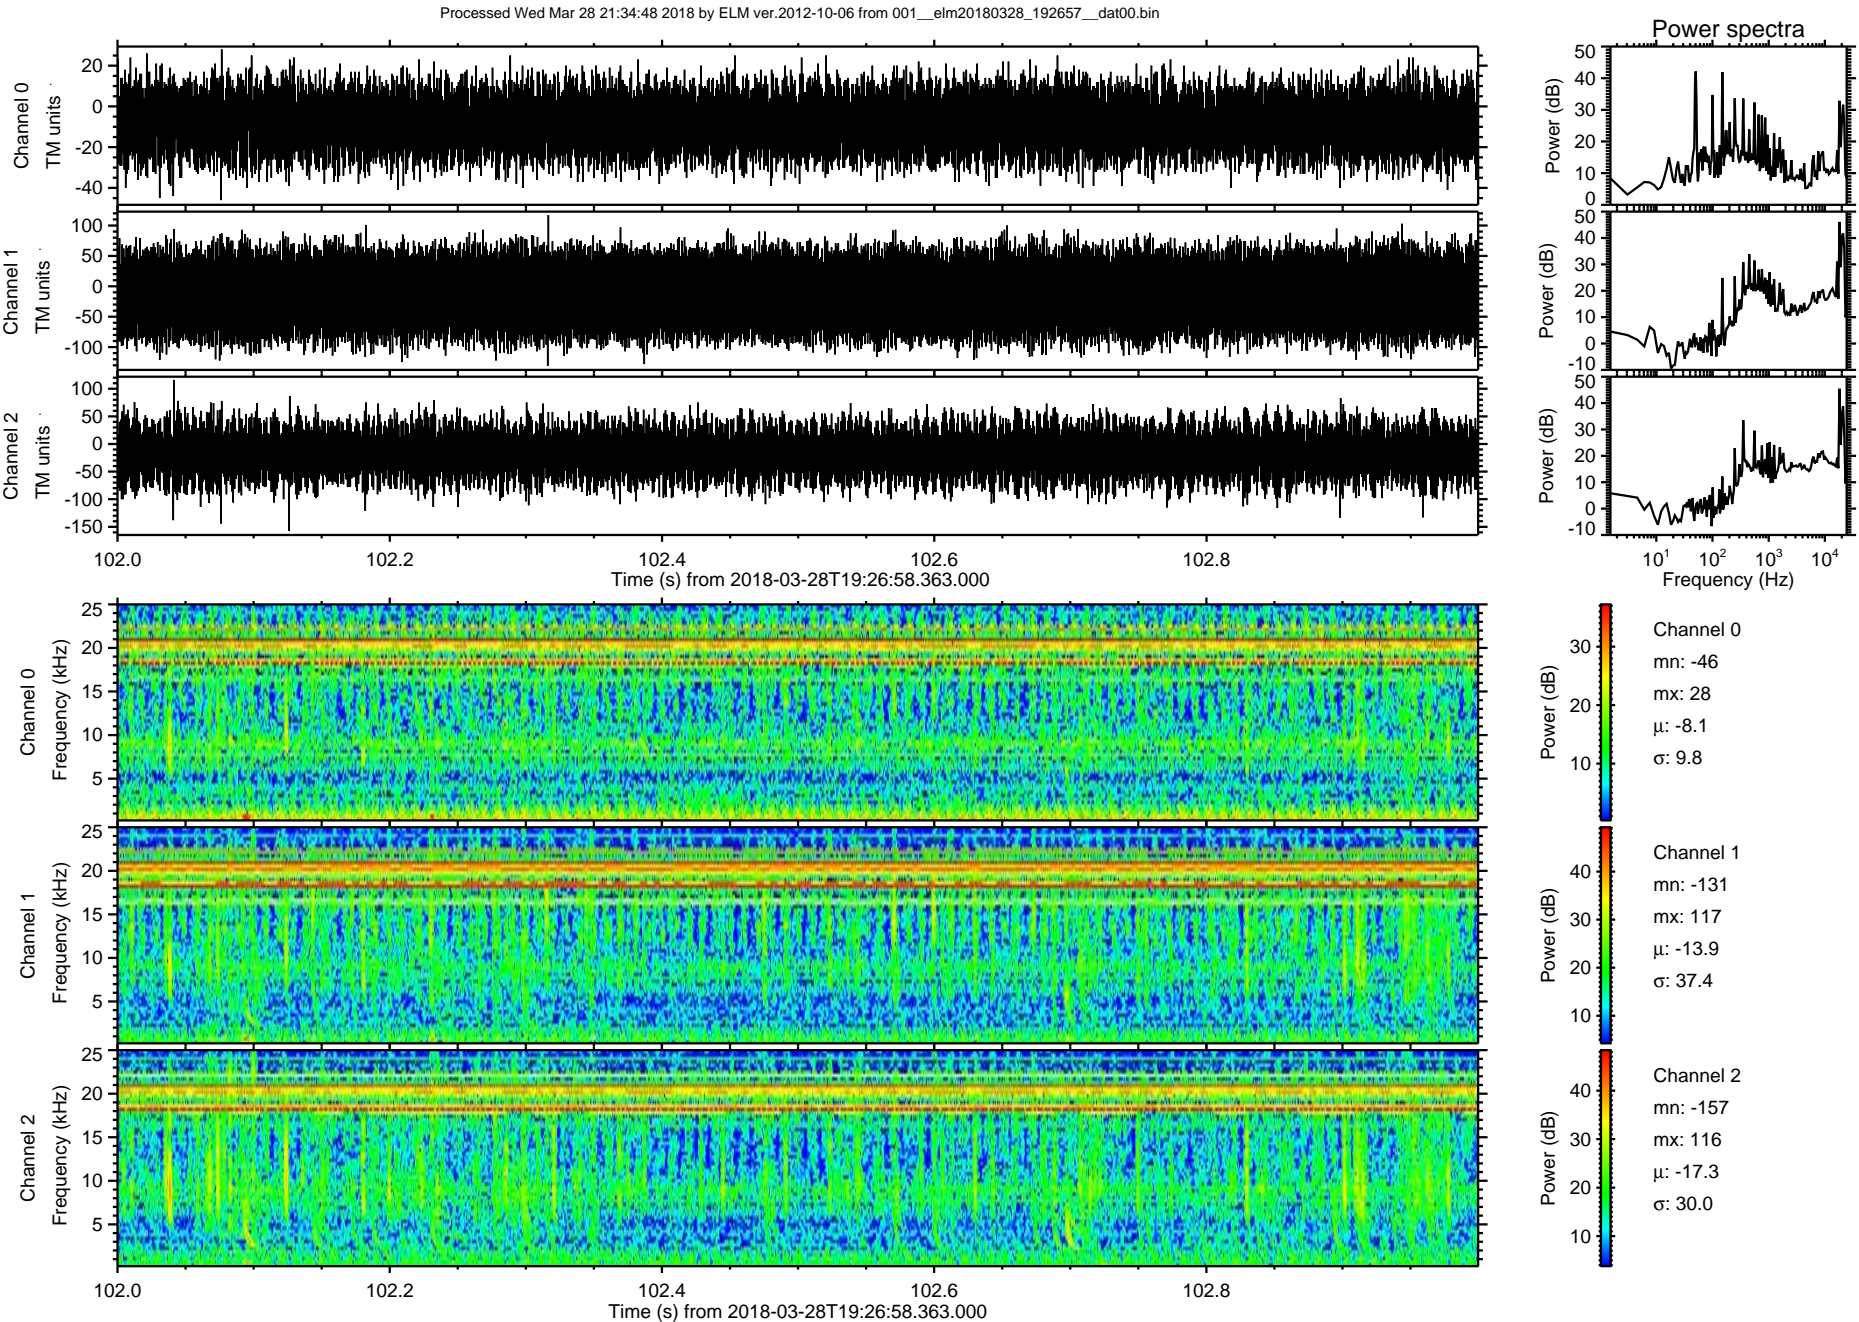 Processed Wed Mar 28 21:34:48 2018 by ELM ver.2012-10-06 from 001__elm20180328_192657__dat00.bin
Power spectra
Channel 0
TM units
20
0
-20
-40
Power (dB)
50
40
30
20
10
0
Channel 1
TM units
100
50
0
-50
-100
Power (dB)
50
40
30
20
10
0
-10
Channel 2
TM units
100
50
0
-50
-100
-150
Power (dB)
50
40
30
20
10
0
-10
102.0 102.2 102.4 102.6 102.8
Time (s) from 2018-03-28T19:26:58.363.000
10^1 10^2 10^3 10^4
Frequency (Hz)
Channel 0
Frequency (kHz)
25
20
15
10
5
Power (dB)
30
20
10
Channel 0
mn: -46
mx: 28
μ: -8.1
σ: 9.8
Channel 1
Frequency (kHz)
25
20
15
10
5
Power (dB)
40
30
20
10
Channel 1
mn: -131
mx: 117
μ: -13.9
σ: 37.4
Channel 2
Frequency (kHz)
25
20
15
10
5
Power (dB)
40
30
20
10
Channel 2
mn: -157
mx: 116
μ: -17.3
σ: 30.0
102.0 102.2 102.4 102.6 102.8
Time (s) from 2018-03-28T19:26:58.363.000